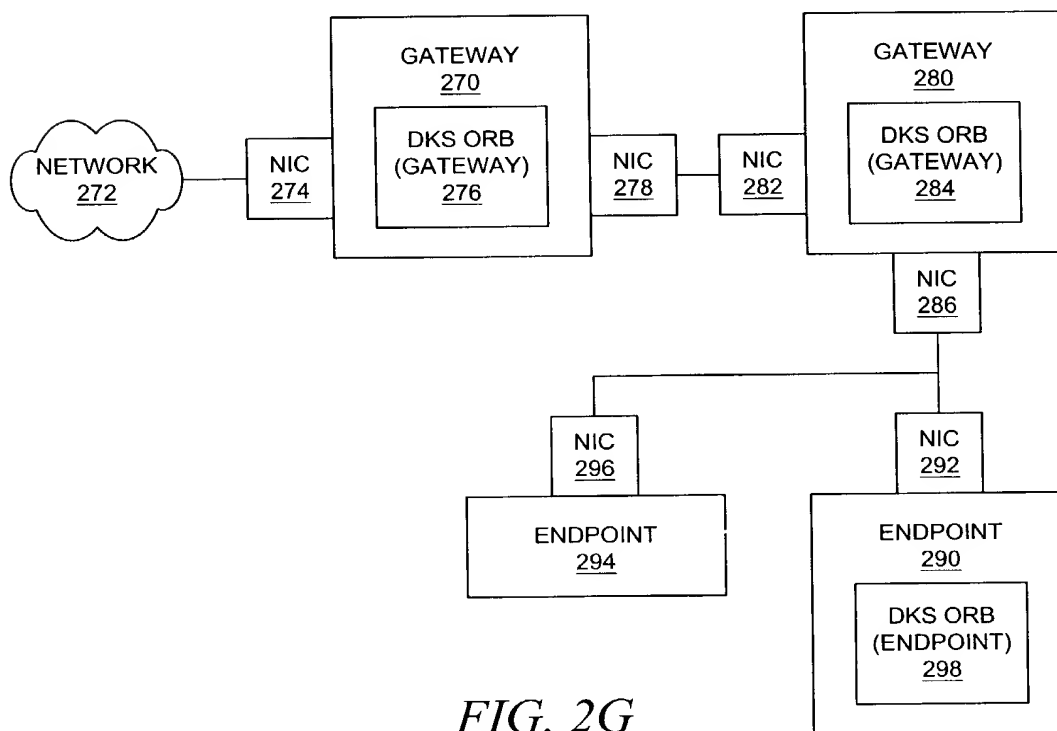 GATEWAY
270
DKS ORB
(GATEWAY)
276
NETWORK
272
NIC
274
NIC
278
NIC
282
GATEWAY
280
DKS ORB
(GATEWAY)
284
NIC
286
NIC
296
ENDPOINT
294
NIC
292
ENDPOINT
290
DKS ORB
(ENDPOINT)
298
FIG. 2G